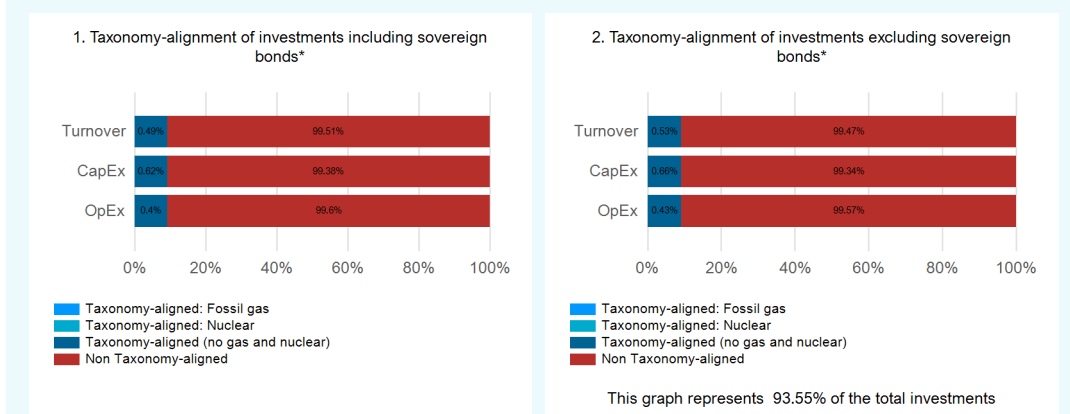 1. Taxonomy-alignment of investments including sovereign
bonds*
Turnover 0.49% 99.51%
CapEx 0.62% 99.38%
OpEx 0.4% 99.6%
0% 20% 40% 60% 80% 100%
Taxonomy-aligned: Fossil gas
Taxonomy-aligned: Nuclear
Taxonomy-aligned (no gas and nuclear)
Non Taxonomy-aligned
2. Taxonomy-alignment of investments excluding sovereign
bonds*
Turnover 0.53% 99.47%
CapEx 0.66% 99.34%
OpEx 0.43% 99.57%
0% 20% 40% 60% 80% 100%
Taxonomy-aligned: Fossil gas
Taxonomy-aligned: Nuclear
Taxonomy-aligned (no gas and nuclear)
Non Taxonomy-aligned
This graph represents 93.55% of the total investments